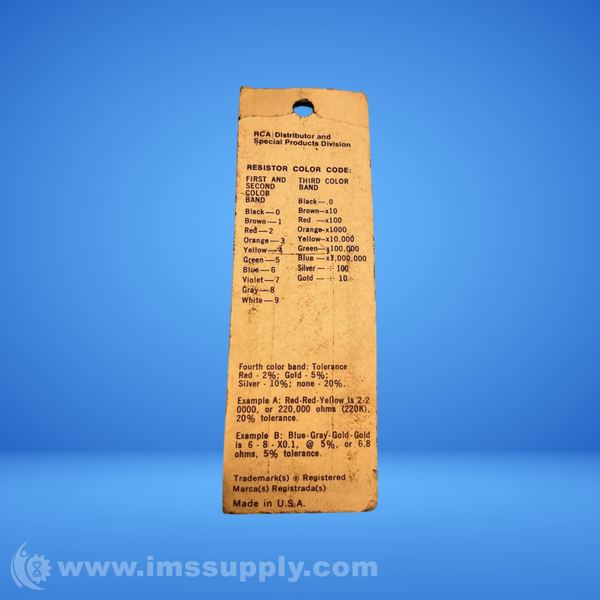 RCA | Distributor and
Special Products Division
RESISTOR COLOR CODE:
FIRST AND
SECOND
COLOR
BAND
Black—0
Brown—1
Red—2
Orange—3
Yellow—4
Green—5
Blue—6
Violet—7
Gray—8
White—9
THIRD COLOR
BAND
Black—.0
Brown—x10
Red —x100
Orange-x1000
Yellow—x10,000
Green—x100,000
Blue —x1,000,000
Silver— ÷ 100
Gold — ÷ 10
Fourth color band: Tolerance
Red - 2%; Gold - 5%;
Silver - 10%; none - 20%.
Example A: Red-Red-Yellow is 2.2
0000, or 220,000 ohms (220K),
20% tolerance.
Example B: Blue-Gray-Gold-Gold
is 6 - 8 - X0.1, @ 5%, or 6.8
ohms, 5% tolerance.
Trademark(s) ® Registered
Marca(s) Registrada(s)
Made in U.S.A.
www.imssupply.com